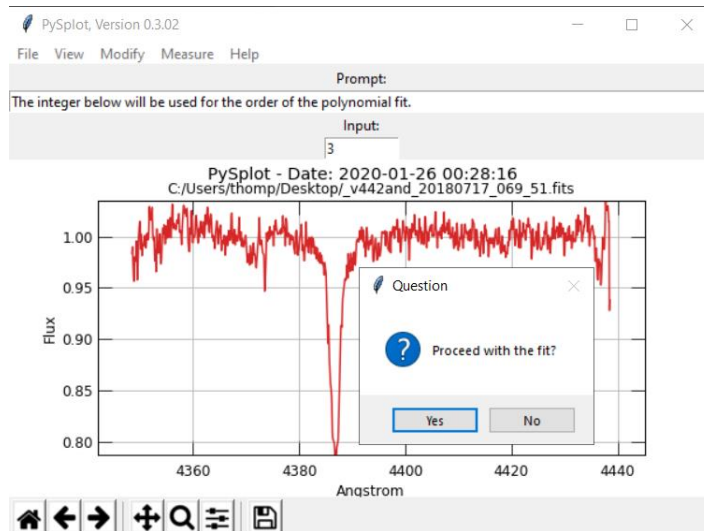 PySplot, Version 0.3.02
File View Modify Measure Help
Prompt:
The integer below will be used for the order of the polynomial fit.
Input:
3
PySplot - Date: 2020-01-26 00:28:16
C:/Users/thomp/Desktop/_v442and_20180717_069_51.fits
1.00
0.95
0.90
0.85
0.80
Flux
Question
Proceed with the fit?
Yes No
4360 4380 4400 4420 4440
Angstrom